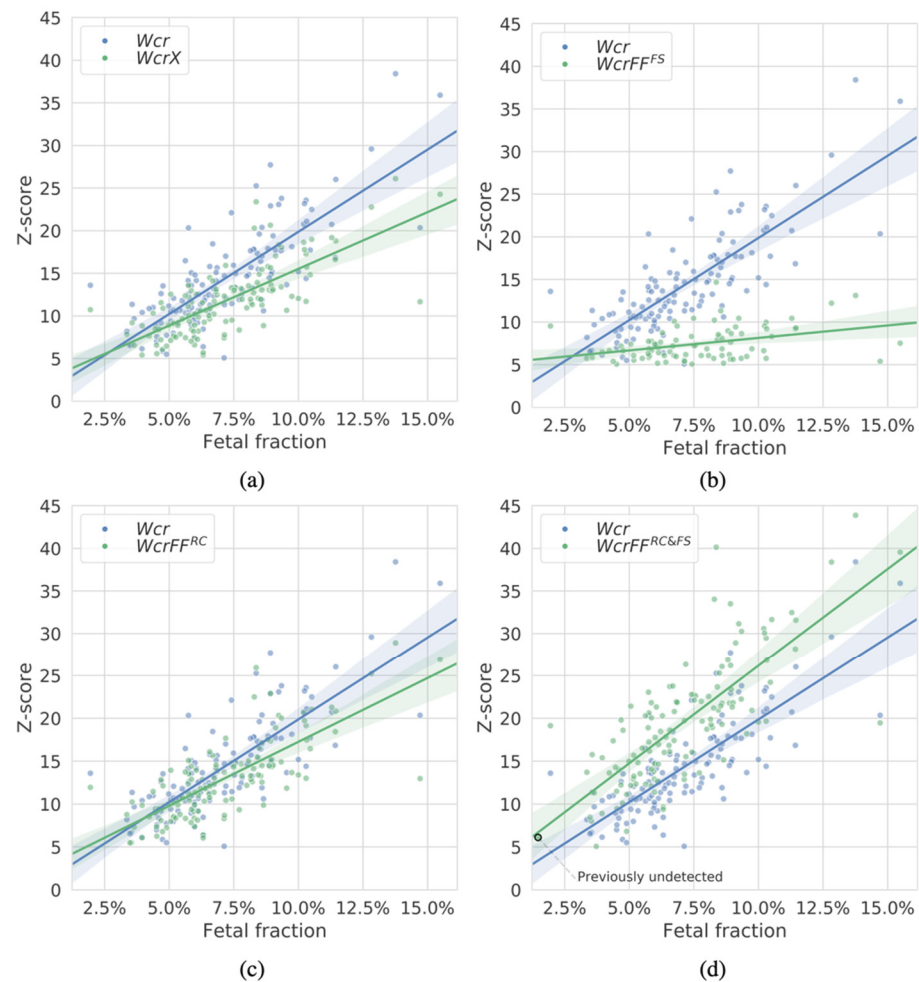 45
40
35
30
25
20
15
10
5
0
Z-score
Wcr
WcrX
2.5% 5.0% 7.5% 10.0% 12.5% 15.0%
Fetal fraction
(a)
45
40
35
30
25
20
15
10
5
0
Z-score
Wcr
WcrFF^FS
2.5% 5.0% 7.5% 10.0% 12.5% 15.0%
Fetal fraction
(b)
45
40
35
30
25
20
15
10
5
0
Z-score
Wcr
WcrFF^RC
2.5% 5.0% 7.5% 10.0% 12.5% 15.0%
Fetal fraction
(c)
45
40
35
30
25
20
15
10
5
0
Z-score
Wcr
WcrFF^RC&FS
Previously undetected
2.5% 5.0% 7.5% 10.0% 12.5% 15.0%
Fetal fraction
(d)